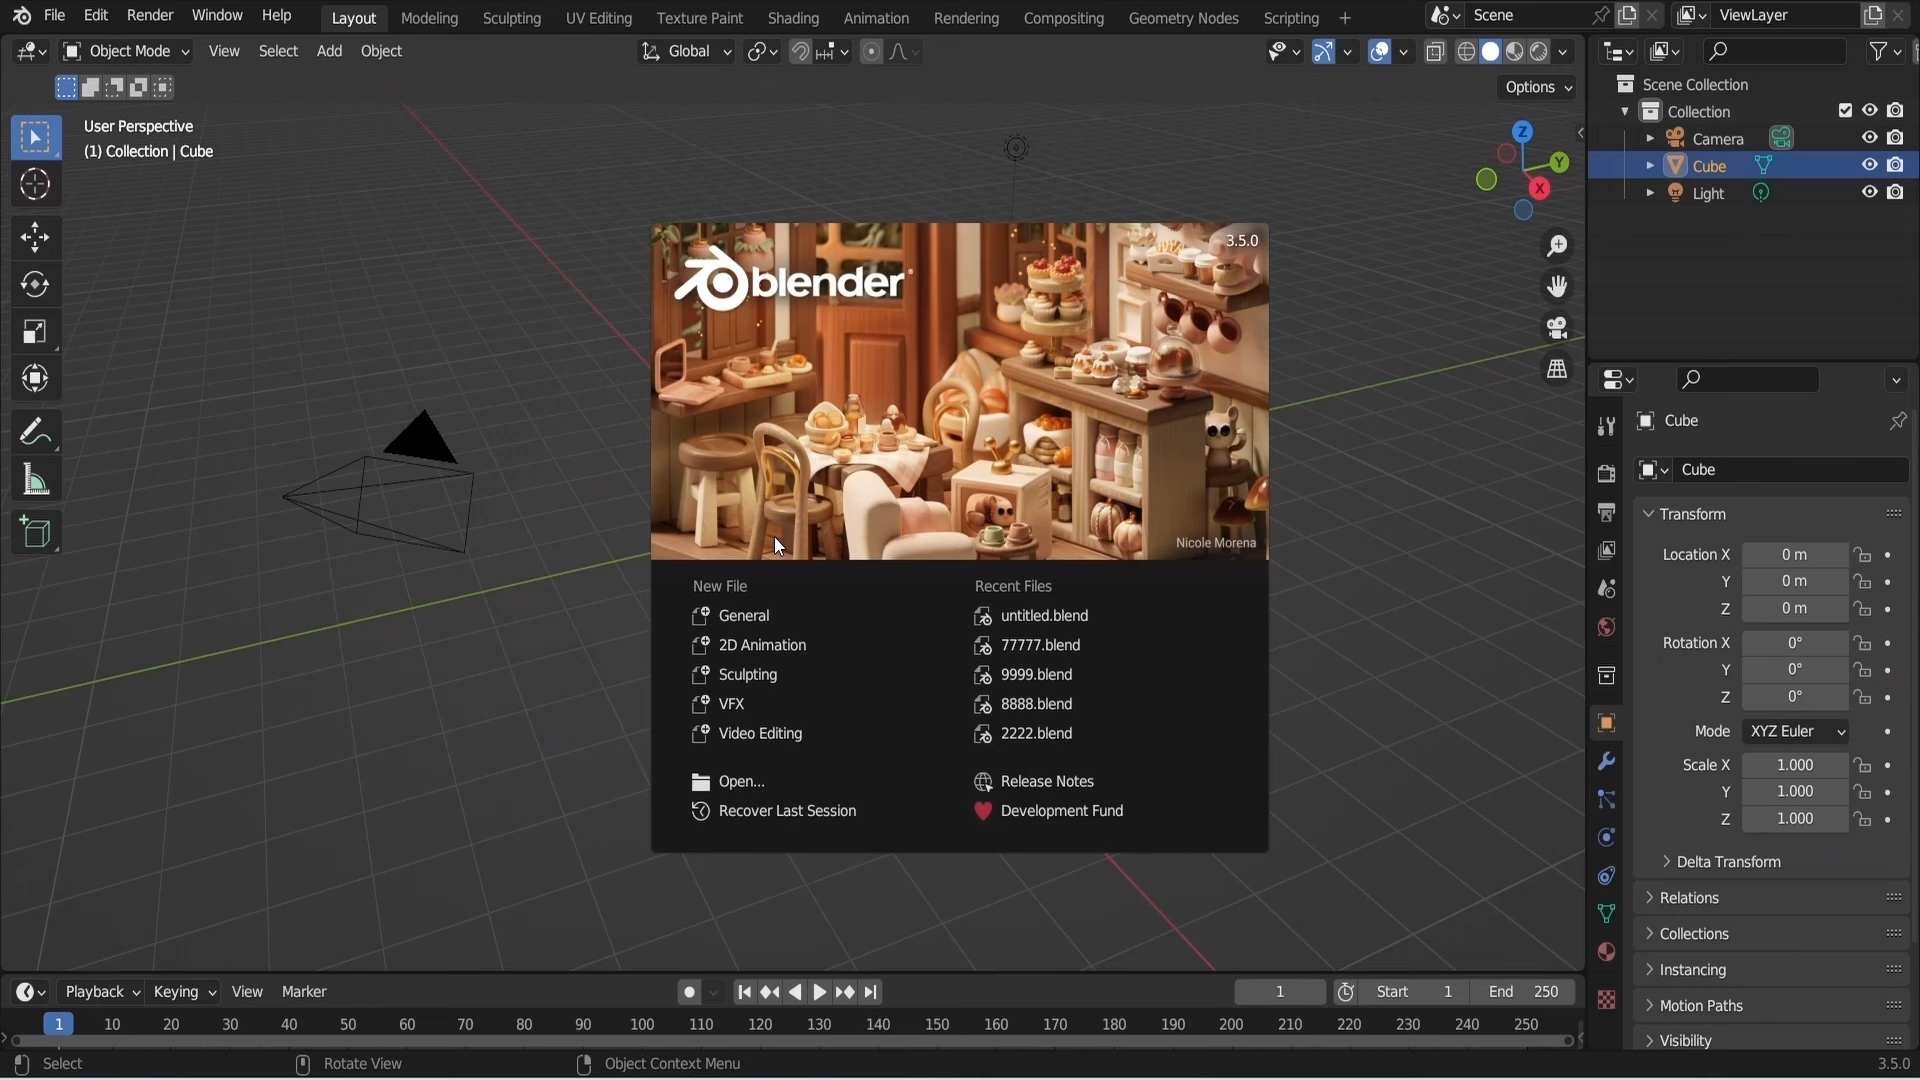 File Edit Render Window Help
Layout Modeling Sculpting UV Editing Texture Paint Shading Animation Rendering Compositing Geometry Nodes Scripting +
Scene
ViewLayer
Object Mode View Select Add Object
Global
Options
User Perspective
(1) Collection | Cube
Z
Y
X
Scene Collection
Collection
Camera
Cube
Light
3.5.0
blender
Nicole Morena
New File
General
2D Animation
Sculpting
VFX
Video Editing
Open...
Recover Last Session
Recent Files
untitled.blend
77777.blend
9999.blend
8888.blend
2222.blend
Release Notes
Development Fund
Cube
Cube
Transform
Location X 0 m
Y 0 m
Z 0 m
Rotation X 0°
Y 0°
Z 0°
Mode XYZ Euler
Scale X 1.000
Y 1.000
Z 1.000
Delta Transform
Relations
Collections
Instancing
Motion Paths
Visibility
Playback Keying View Marker
1 Start 1 End 250
1 10 20 30 40 50 60 70 80 90 100 110 120 130 140 150 160 170 180 190 200 210 220 230 240 250
Select Rotate View Object Context Menu 3.5.0